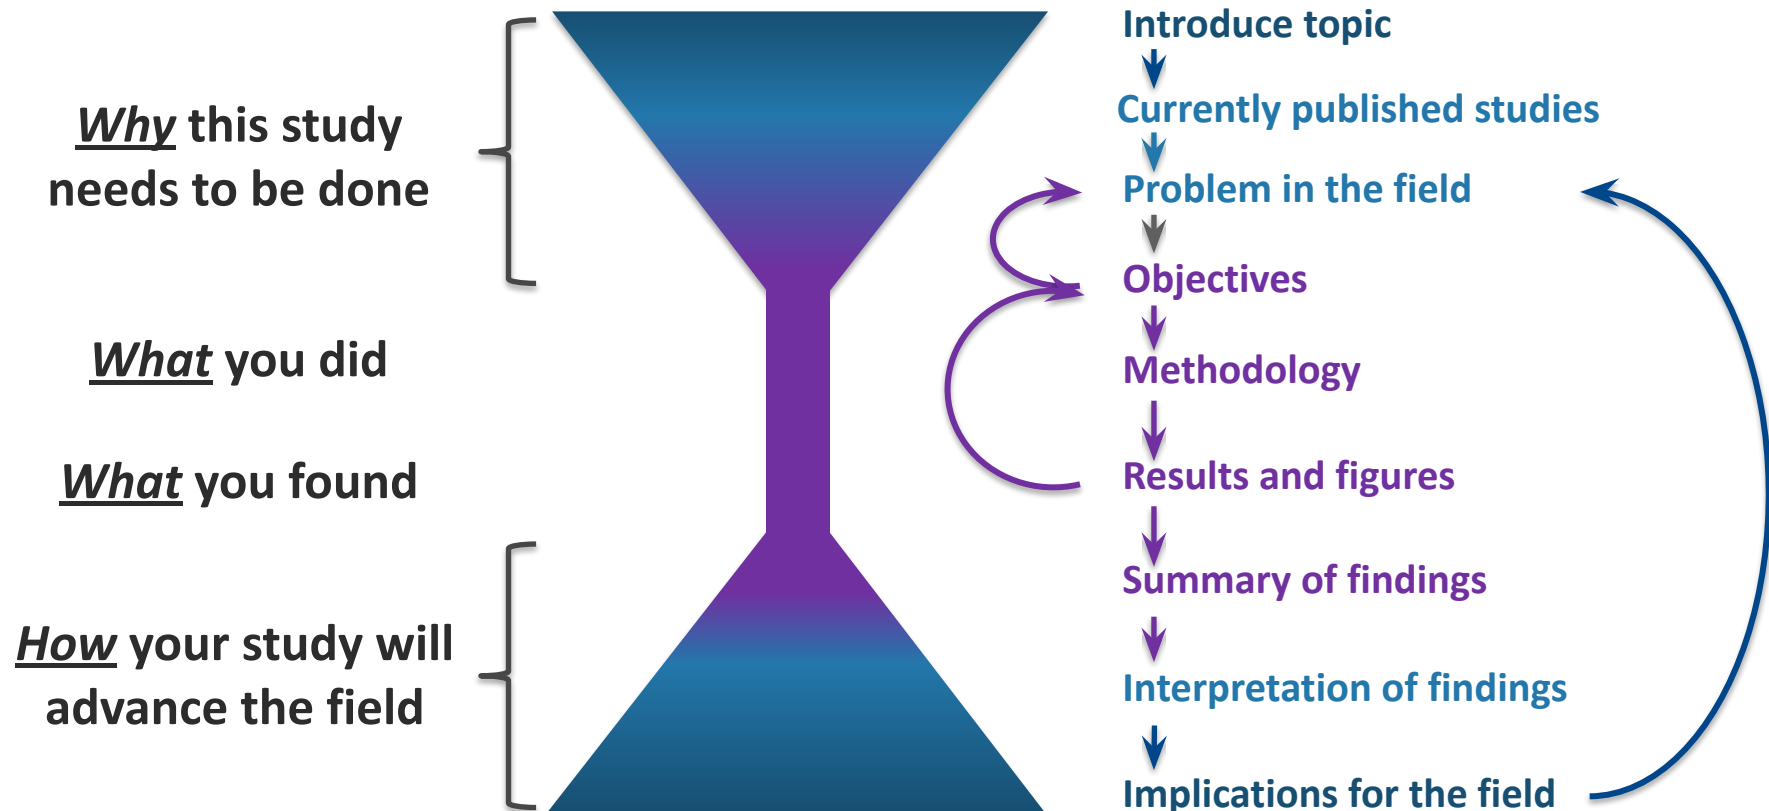 Why this study
needs to be done
What you did
What you found
How your study will
advance the field
Introduce topic
Currently published studies
Problem in the field
Objectives
Methodology
Results and figures
Summary of findings
Interpretation of findings
Implications for the field